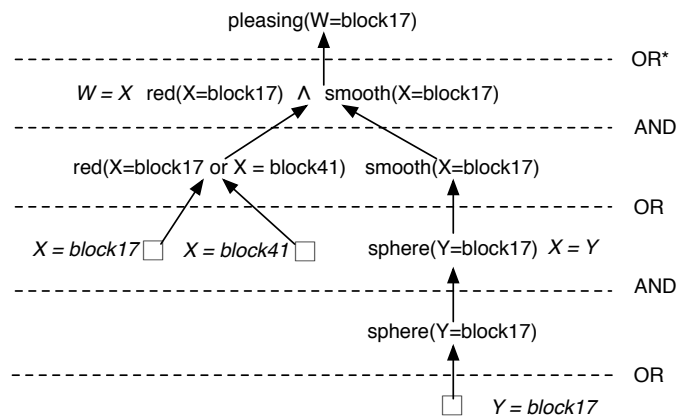 pleasing(W=block17)
OR*
W = X red(X=block17) ∧ smooth(X=block17)
AND
red(X=block17 or X = block41) smooth(X=block17)
OR
X = block17 X = block41 sphere(Y=block17) X = Y
AND
sphere(Y=block17)
OR
Y = block17